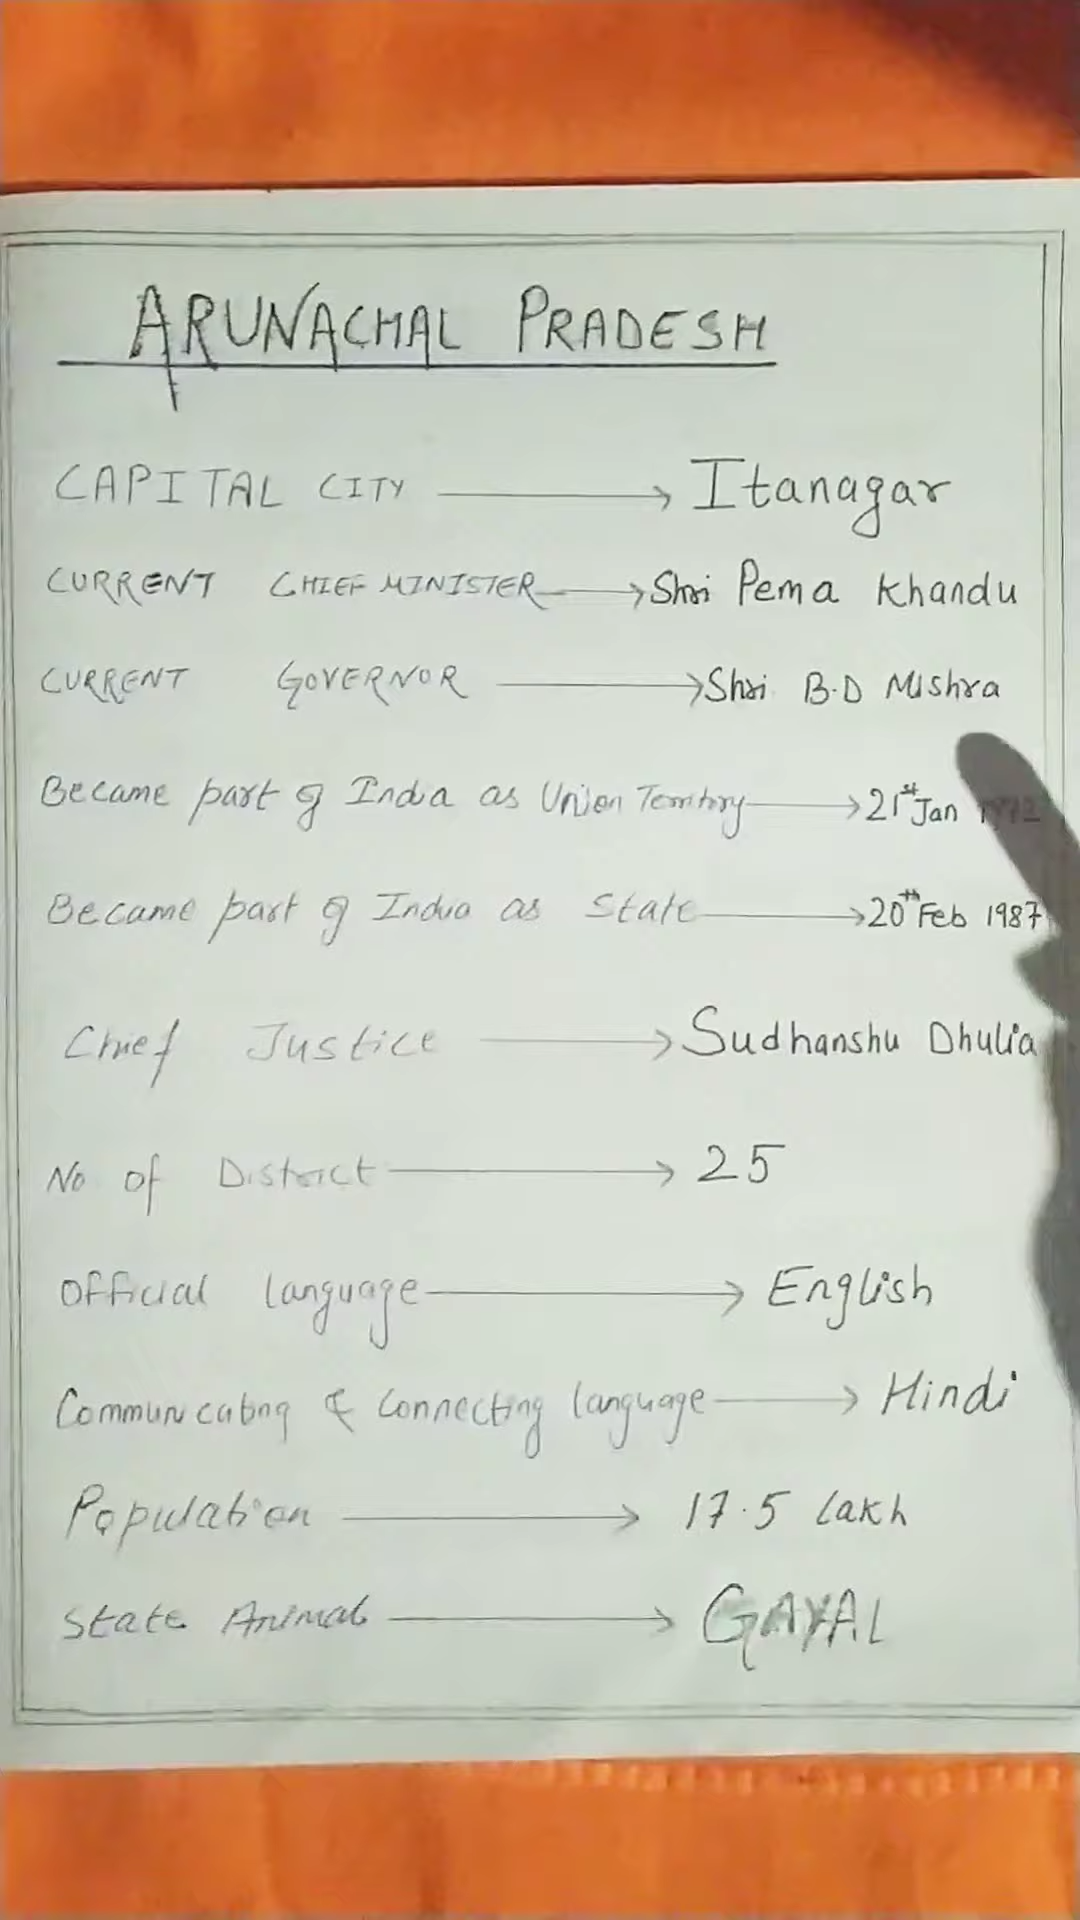 ARUNACHAL PRADESH
CAPITAL CITY → Itanagar
CURRENT CHIEF MINISTER → Shri Pema Khandu
CURRENT GOVERNOR → Shri B.D Mishra
Became part of India as Union Territory → 21st Jan 1972
Became part of India as State → 20th Feb 1987
Chief Justice → Sudhanshu Dhulia
No of District → 25
Official language → English
Communicating & Connecting language → Hindi
Population → 17.5 lakh
State Animal → GAYAL